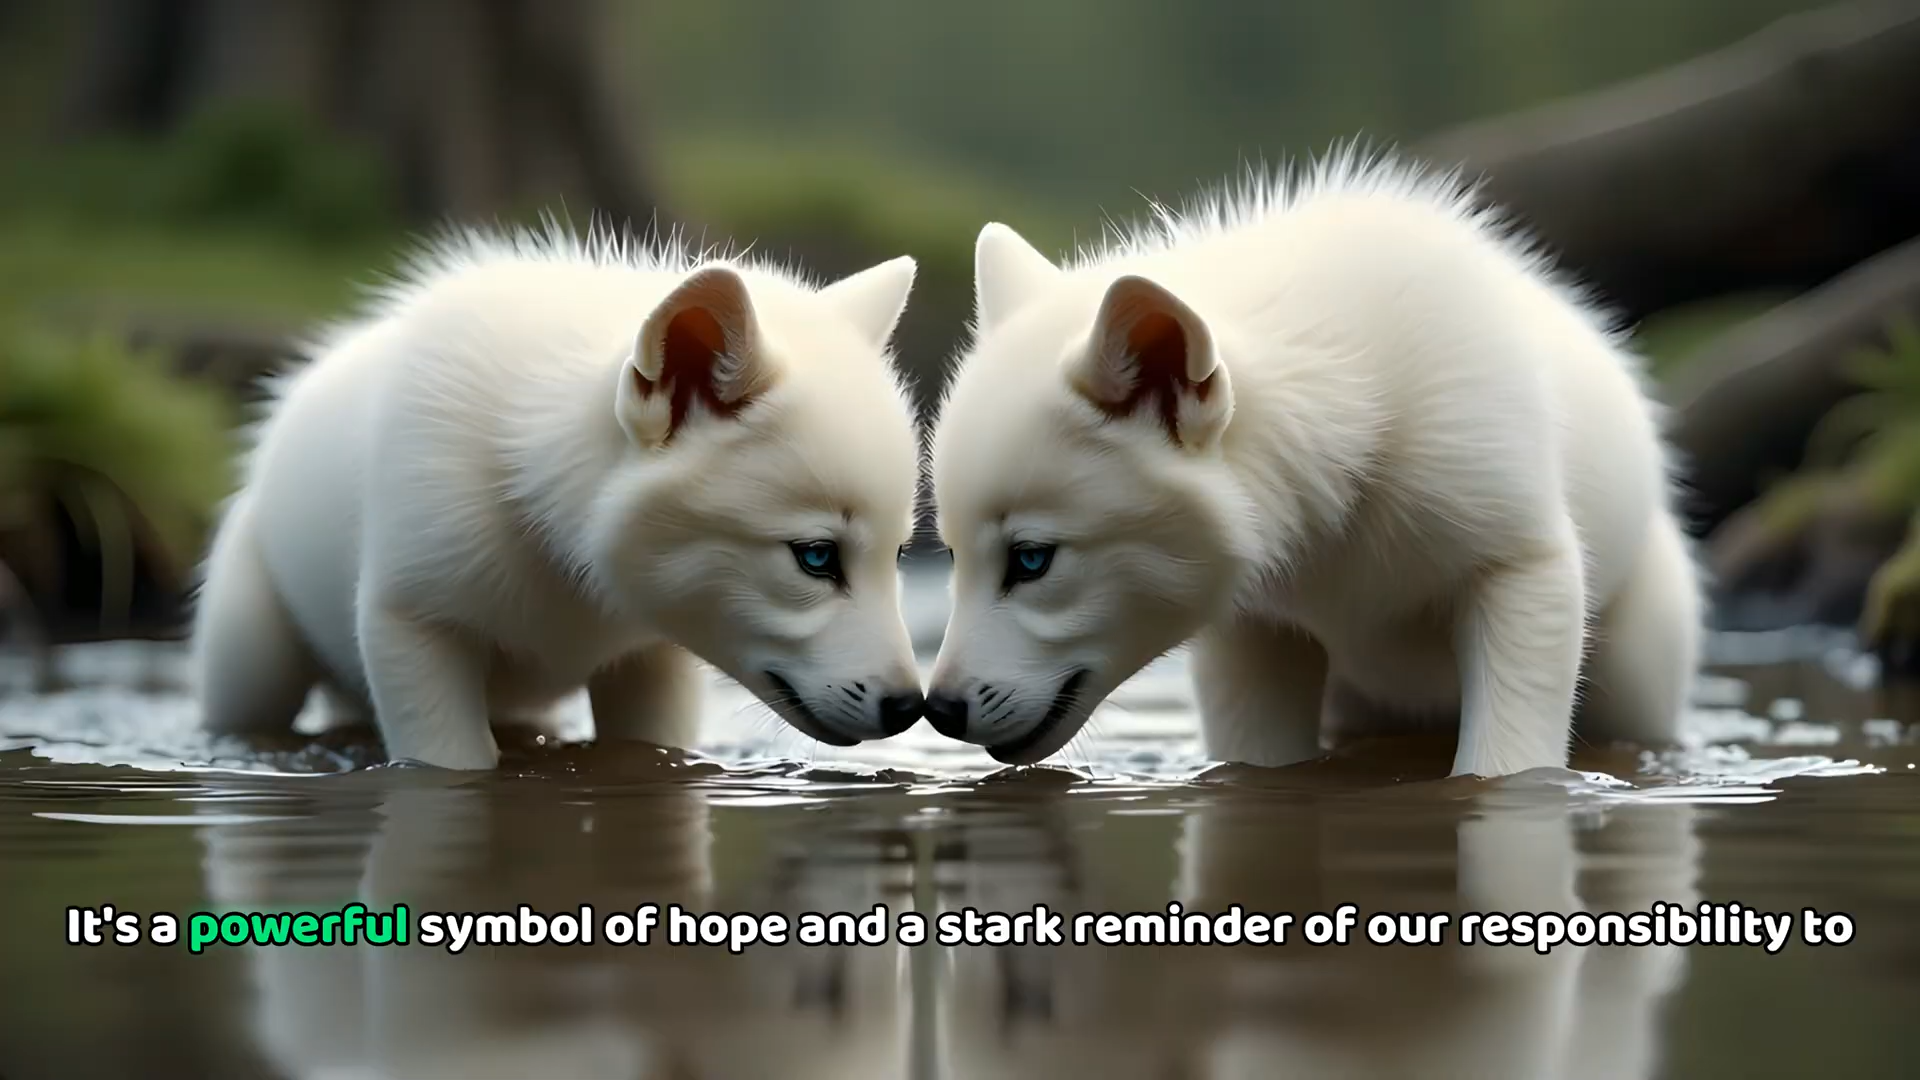 It's a powerful symbol of hope and a stark reminder of our responsibility to